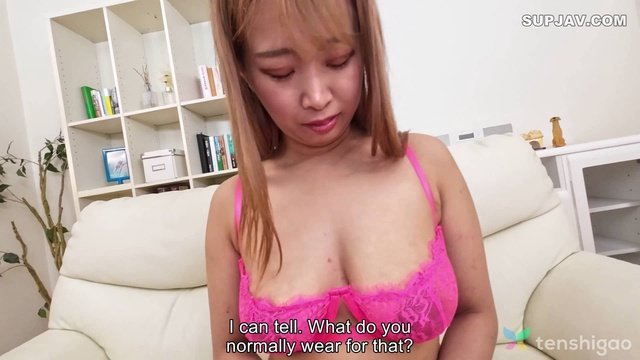 SUPJAV.COM
I can tell. What do you
normally wear for that?
tenshigao